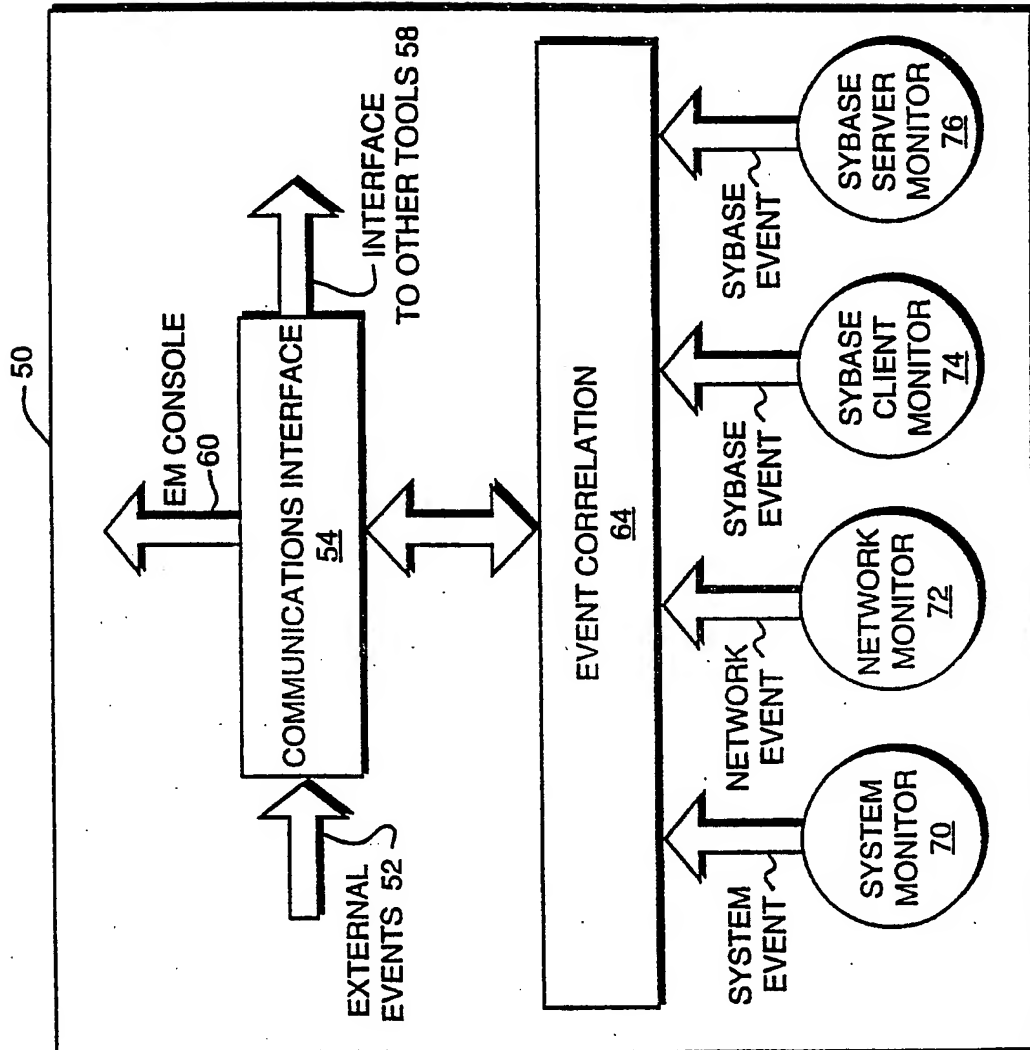 50
EM CONSOLE
60
COMMUNICATIONS INTERFACE
54
INTERFACE
TO OTHER TOOLS 58
EXTERNAL
EVENTS 52
EVENT CORRELATION
64
SYSTEM
EVENT
NETWORK
EVENT
SYBASE
EVENT
SYBASE
EVENT
SYSTEM
MONITOR
70
NETWORK
MONITOR
72
SYBASE
CLIENT
MONITOR
74
SYBASE
SERVER
MONITOR
76